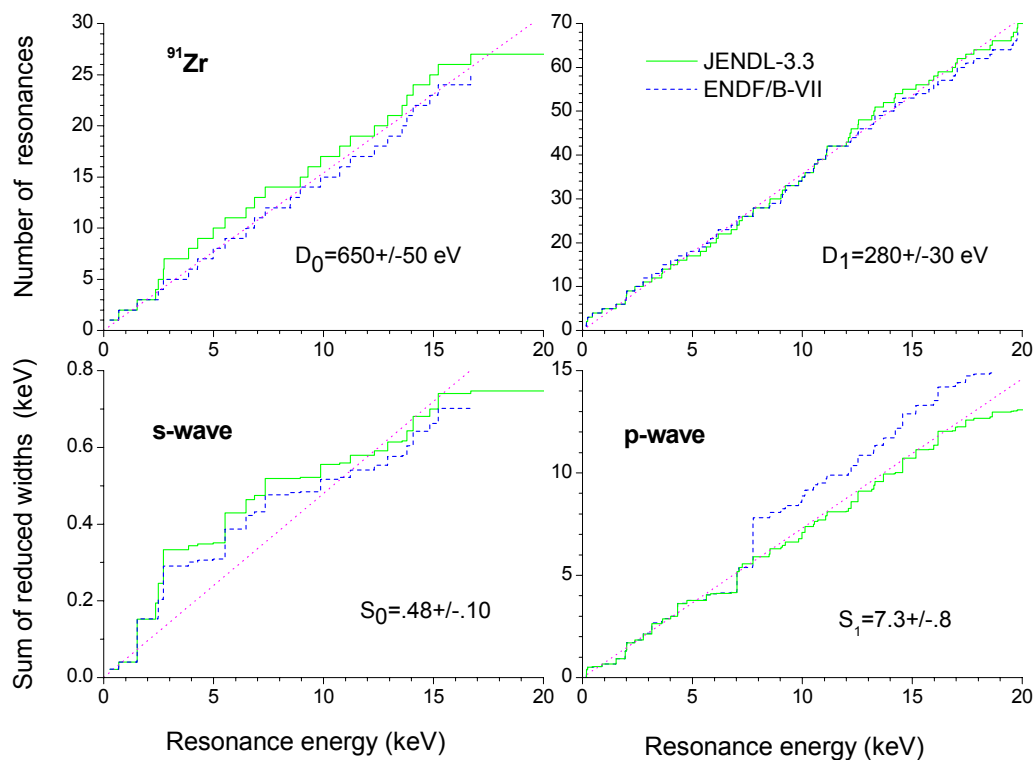 Number of resonances
30
25
20
15
10
5
0
⁹¹Zr
D₀=650+/-50 eV
0 5 10 15 20
70
60
50
40
30
20
10
0
JENDL-3.3
ENDF/B-VII
D₁=280+/-30 eV
0 5 10 15 20
Sum of reduced widths (keV)
0.8
0.6
0.4
0.2
0.0
s-wave
S₀=.48+/-.10
0 5 10 15 20
Resonance energy (keV)
15
10
5
0
p-wave
S₁=7.3+/-.8
0 5 10 15 20
Resonance energy (keV)